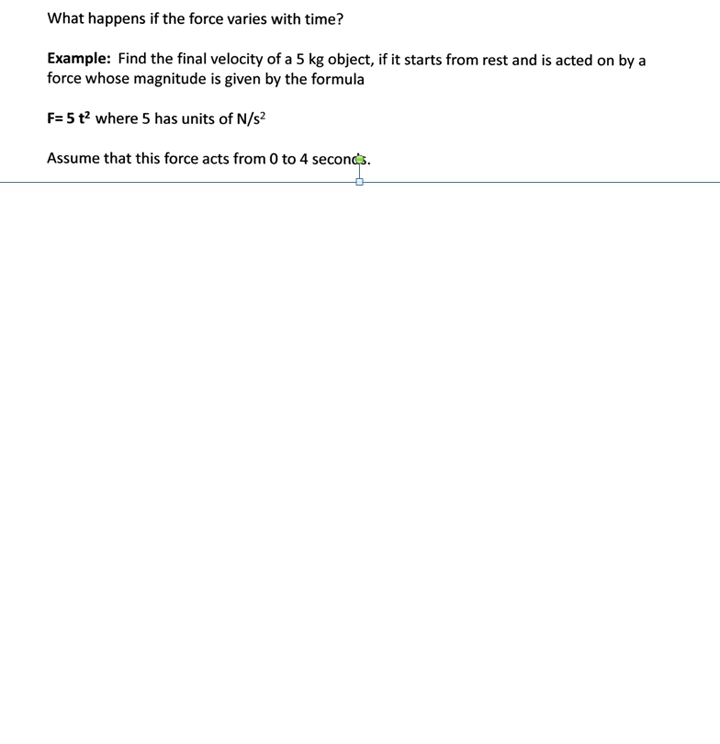 What happens if the force varies with time?
Example: Find the final velocity of a 5 kg object, if it starts from rest and is acted on by a
force whose magnitude is given by the formula
F= 5 t² where 5 has units of N/s²
Assume that this force acts from 0 to 4 seconds.